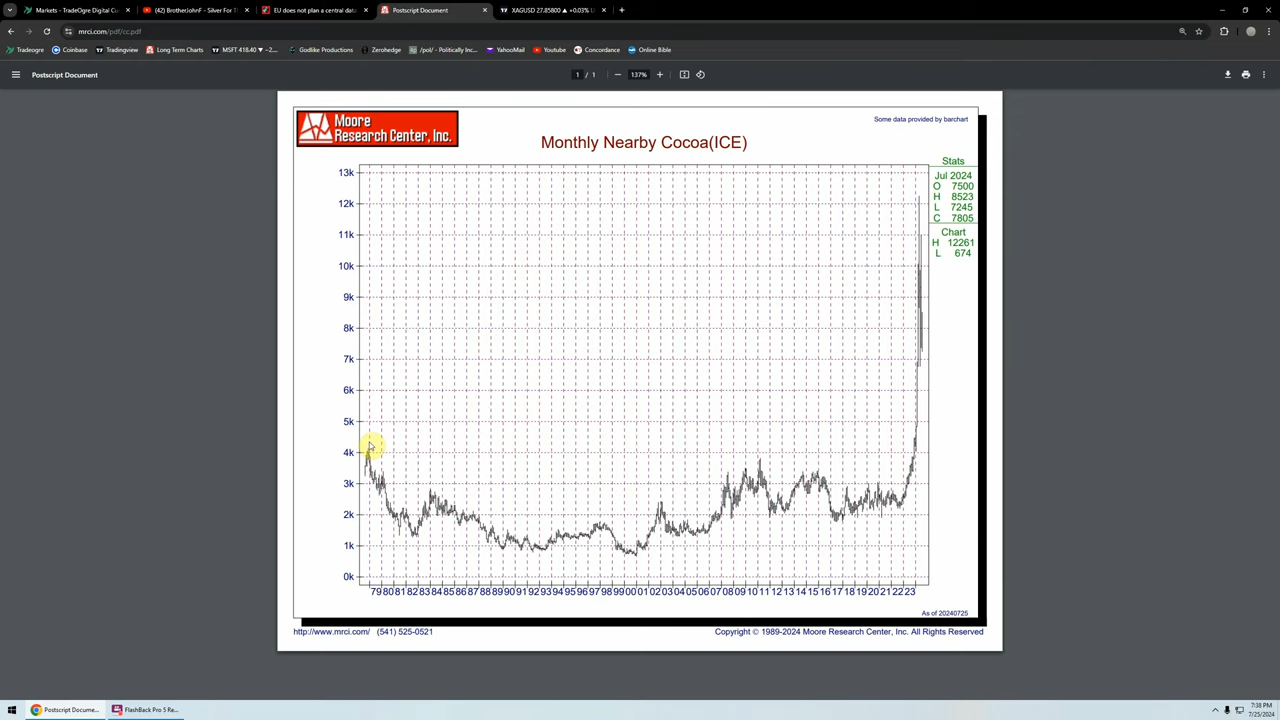 Markets - TradeOgre Digital Cu
BrotherJohnF - Silver For T
EU does not plan a central data
Postscript Document
XAGUSD 27.85800 ▲ +0.03%
mrci.com/pdf/cc.pdf
Tradeogre
Coinbase
Tradingview
Long Term Charts
MSFT 418.40 ▼ −2...
Godlike Productions
Zerohedge
/pol/ - Politically Inc...
YahooMail
Youtube
Concordance
Online Bible
Postscript Document
1 / 1
137%
Moore
Research Center, Inc.
Some data provided by barchart
Monthly Nearby Cocoa(ICE)
Stats
Jul 2024
O 7500
H 8523
L 7245
C 7805
Chart
H 12261
L 674
13k
12k
11k
10k
9k
8k
7k
6k
5k
4k
3k
2k
1k
0k
79 80 81 82 83 84 85 86 87 88 89 90 91 92 93 94 95 96 97 98 99 00 01 02 03 04 05 06 07 08 09 10 11 12 13 14 15 16 17 18 19 20 21 22 23
As of 20240725
http://www.mrci.com/ (541) 525-0521
Copyright © 1989-2024 Moore Research Center, Inc. All Rights Reserved
Postscript Docume...
FlashBack Pro 5 Re...
7:38 PM
7/25/2024